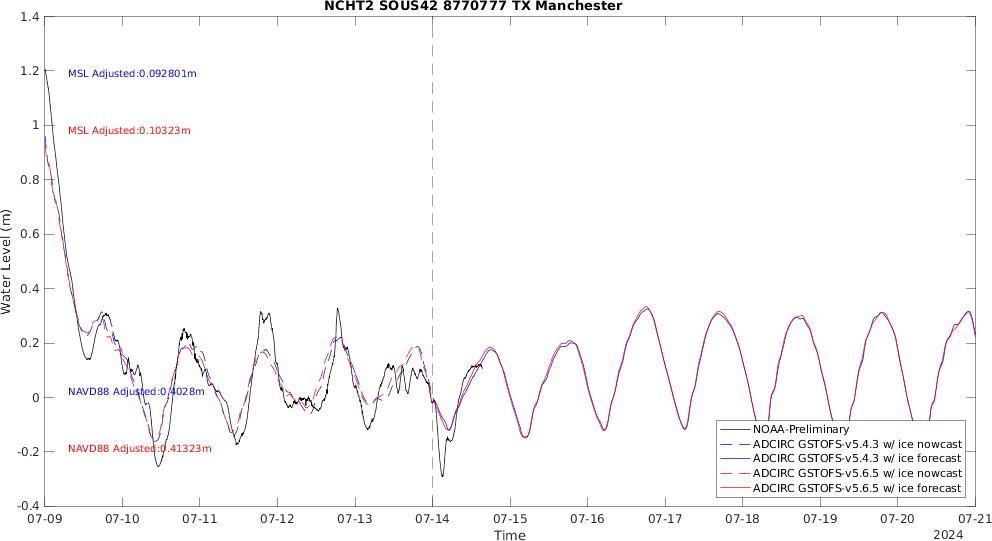 NCHT2 SOUS42 8770777 TX Manchester
1.4
1.2
1
0.8
0.6
0.4
0.2
0
-0.2
-0.4
Water Level (m)
MSL Adjusted:0.092801m
MSL Adjusted:0.10323m
NAVD88 Adjusted:0.4028m
NAVD88 Adjusted:0.41323m
NOAA-Preliminary
ADCIRC GSTOFS-v5.4.3 w/ ice nowcast
ADCIRC GSTOFS-v5.4.3 w/ ice forecast
ADCIRC GSTOFS-v5.6.5 w/ ice nowcast
ADCIRC GSTOFS-v5.6.5 w/ ice forecast
07-09 07-10 07-11 07-12 07-13 07-14 07-15 07-16 07-17 07-18 07-19 07-20 07-21
Time
2024